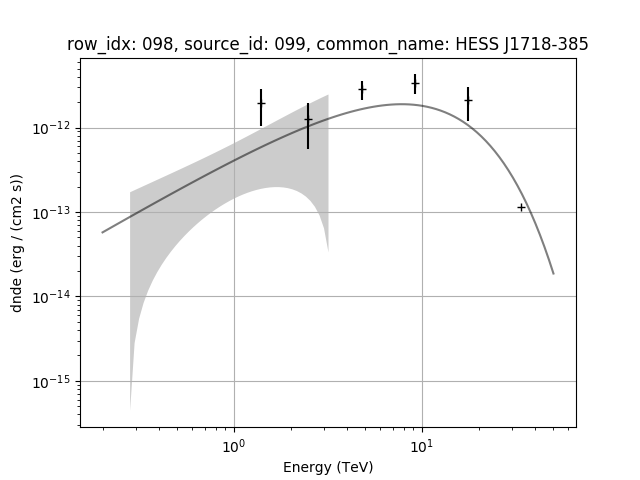 row_idx: 098, source_id: 099, common_name: HESS J1718-385
dnde (erg / (cm2 s))
10⁻¹²
10⁻¹³
10⁻¹⁴
10⁻¹⁵
10⁰
10¹
Energy (TeV)